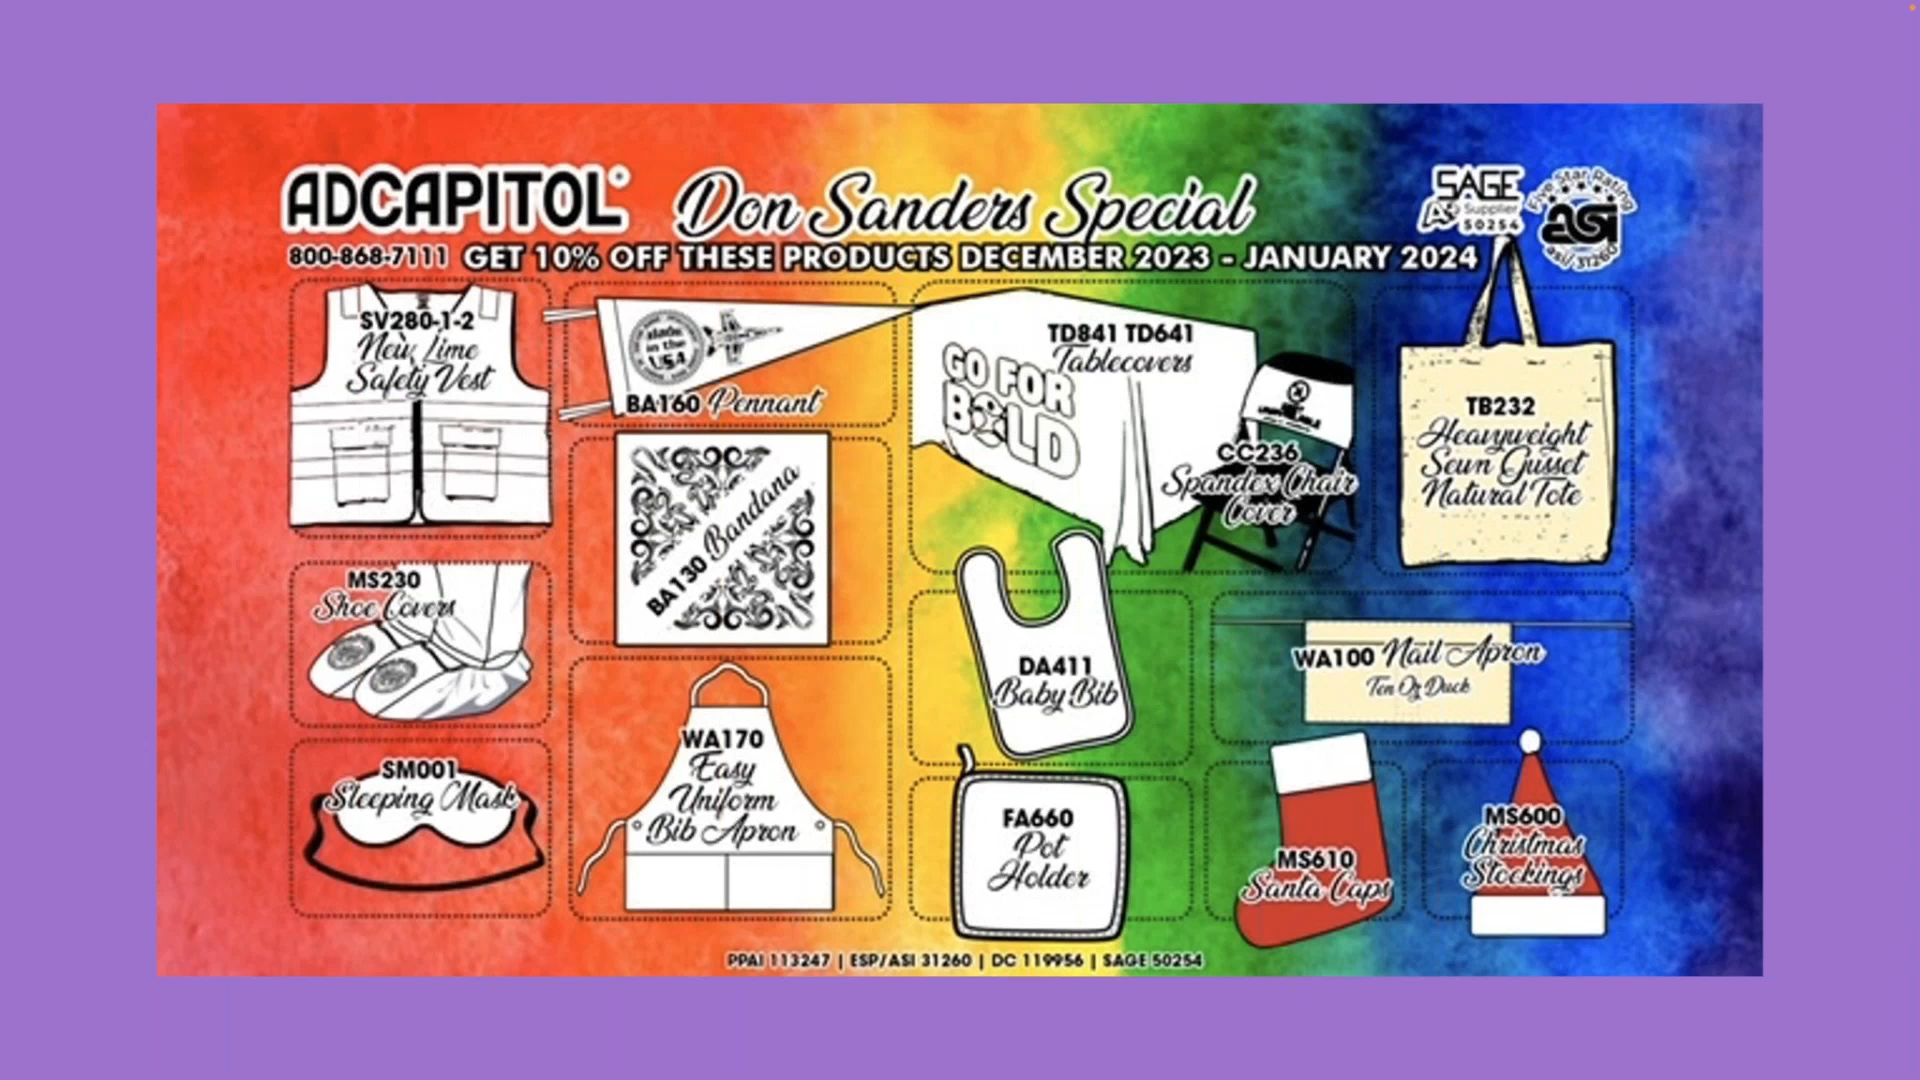 ADCAPITOL®
Don Sanders Special
SAGE
A+ Supplier
50254
Five Star Rating
asi
asi/31260
800-868-7111 GET 10% OFF THESE PRODUCTS DECEMBER 2023 - JANUARY 2024
SV280-1-2
New Lime
Safety Vest
Made
in the
USA
BA160 Pennant
TD841 TD641
Tablecovers
GO FOR
BOLD
CC236
Spandex Chair
Cover
TB232
Heavyweight
Sewn Gusset
Natural Tote
BA130 Bandana
MS230
Shoe Covers
DA411
Baby Bib
WA100 Nail Apron
Ten Oz Duck
SM001
Sleeping Mask
WA170
Easy
Uniform
Bib Apron
FA660
Pot
Holder
MS610
Santa Caps
MS600
Christmas
Stockings
PPAI 113247 | ESP/ASI 31260 | DC 119956 | SAGE 50254